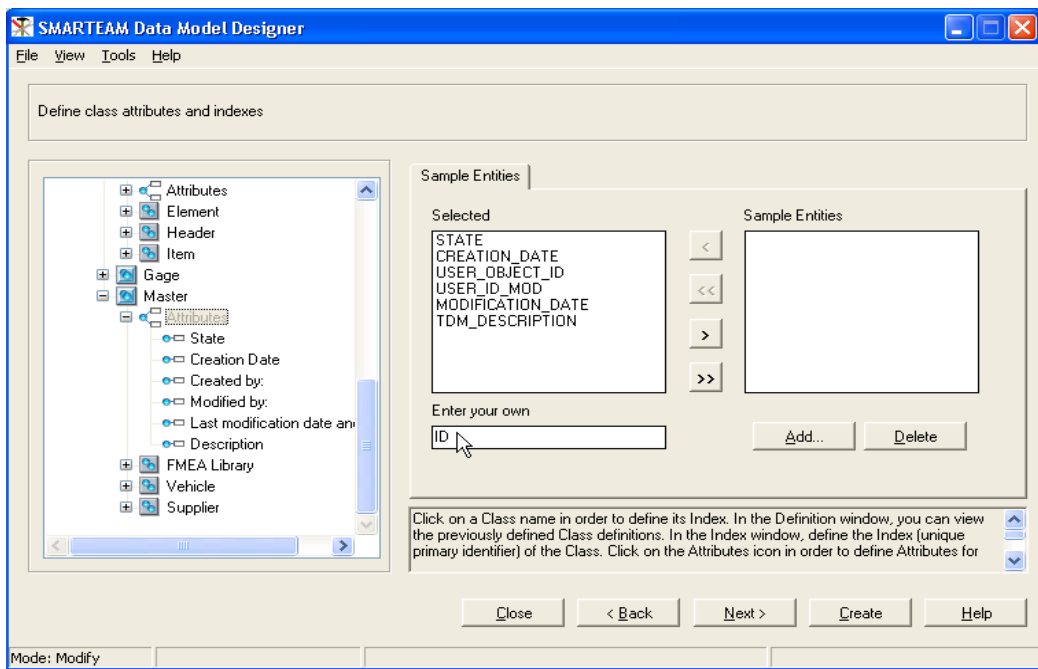 SMARTEAM Data Model Designer
File View Tools Help
Define class attributes and indexes
Attributes
Element
Header
Item
Gage
Master
Attributes
State
Creation Date
Created by:
Modified by:
Last modification date an
Description
FMEA Library
Vehicle
Supplier
Sample Entities
Selected
STATE
CREATION_DATE
USER_OBJECT_ID
USER_ID_MOD
MODIFICATION_DATE
TDM_DESCRIPTION
<
<<
>
>>
Sample Entities
Enter your own
ID
Add... Delete
Click on a Class name in order to define its Index. In the Definition window, you can view
the previously defined Class definitions. In the Index window, define the Index (unique
primary identifier) of the Class. Click on the Attributes icon in order to define Attributes for
Close < Back Next > Create Help
Mode: Modify